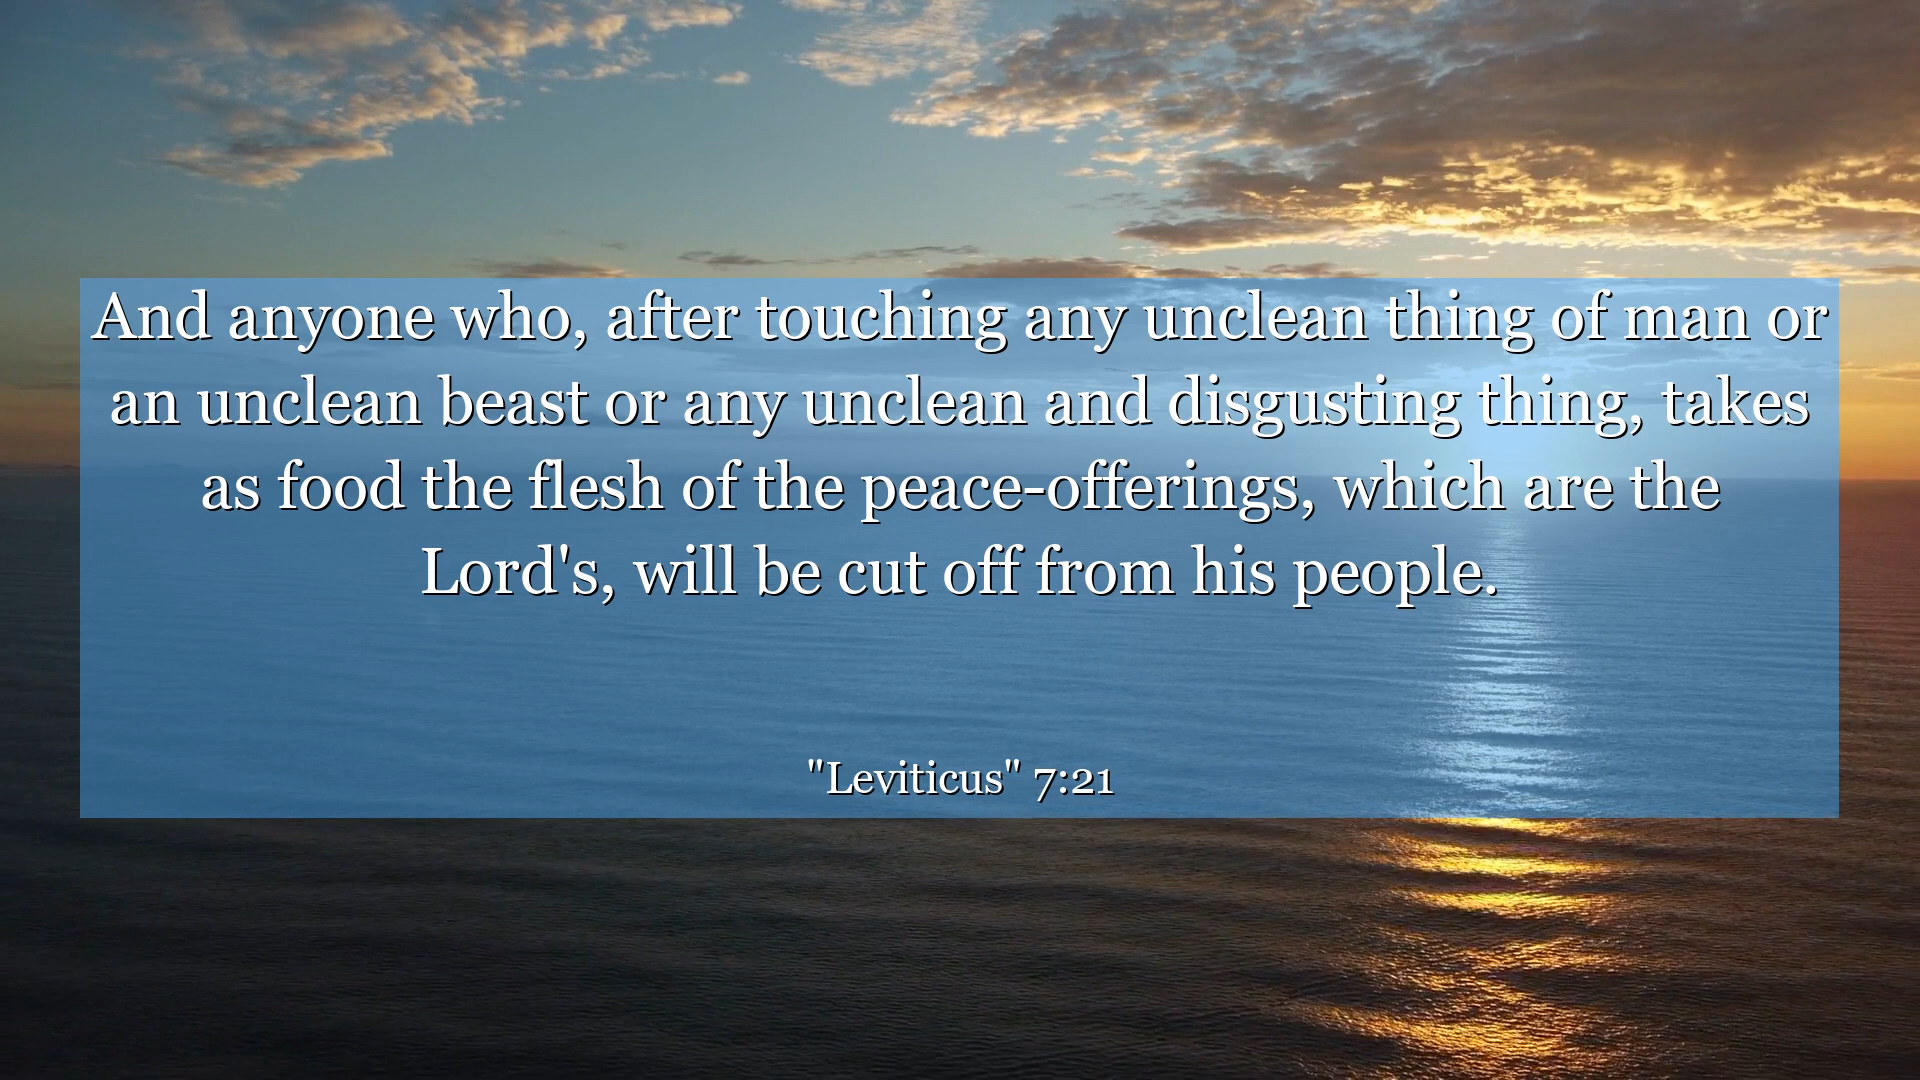 And anyone who, after touching any unclean thing of man or
an unclean beast or any unclean and disgusting thing, takes
as food the flesh of the peace-offerings, which are the
Lord's, will be cut off from his people.
"Leviticus" 7:21